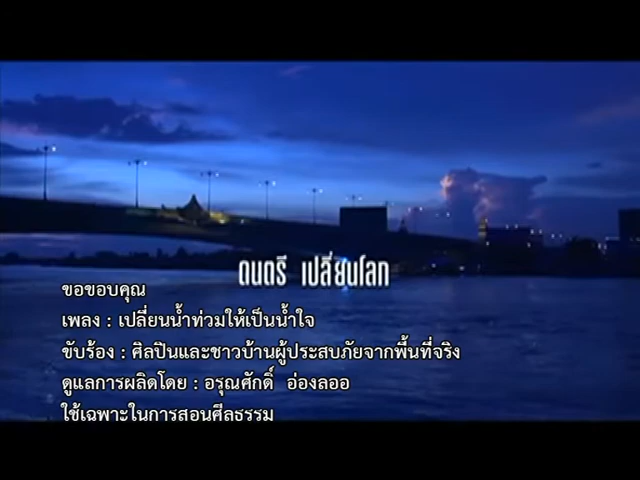 ดนตรี เปลี่ยนโลก
ขอขอบคุณ
เพลง : เปลี่ยนน้ำท่วมให้เป็นน้ำใจ
ขับร้อง : ศิลปินและชาวบ้านผู้ประสบภัยจากพื้นที่จริง
ดูแลการผลิตโดย : อรุณศักดิ์ อ่องลออ
ใช้เฉพาะในการสอนศีลธรรม